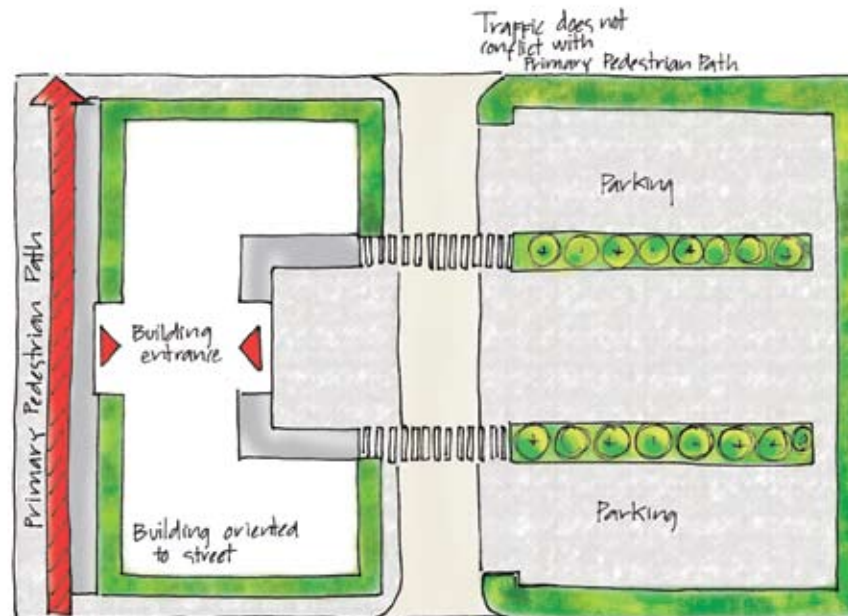 Traffic does not
conflict with
Primary Pedestrian Path
Parking
Primary Pedestrian Path
Building
entrance
Building oriented
to street
Parking